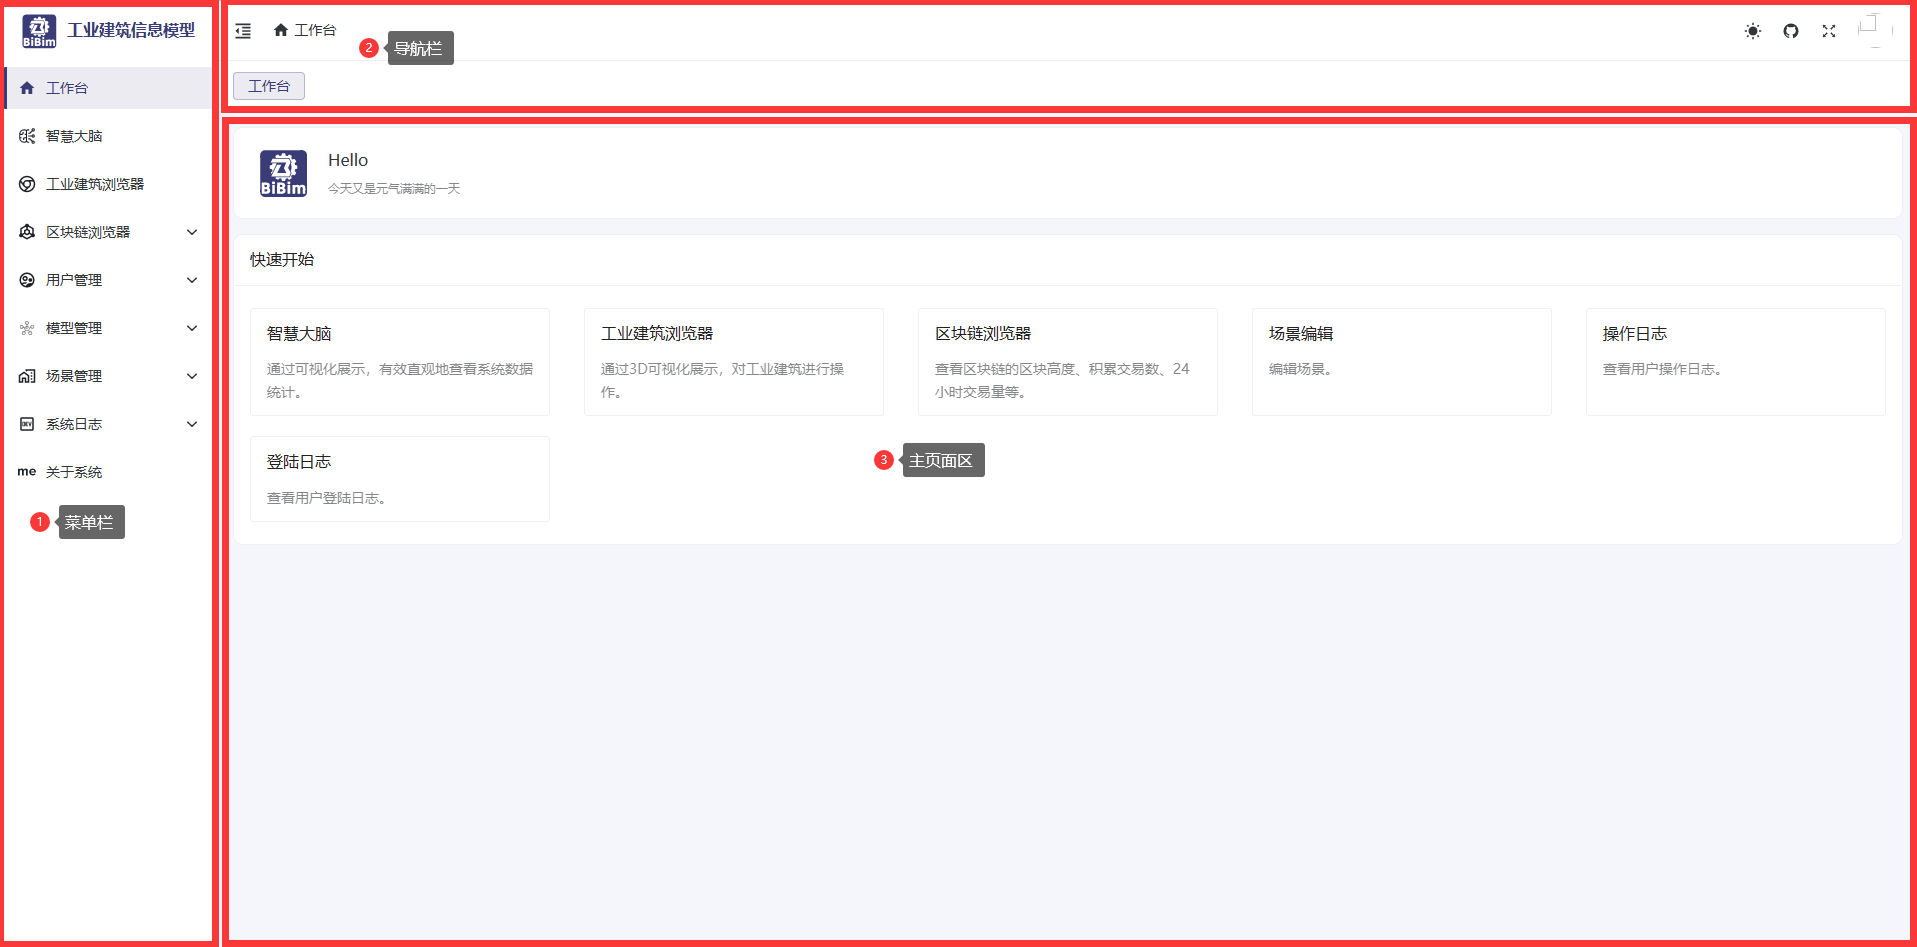 BiBim 工业建筑信息模型
工作台
智慧大脑
工业建筑浏览器
区块链浏览器
用户管理
模型管理
场景管理
系统日志
me 关于系统
1 菜单栏
工作台
2 导航栏
工作台
BiBim
Hello
今天又是元气满满的一天
快速开始
智慧大脑
通过可视化展示，有效直观地查看系统数据
统计。
工业建筑浏览器
通过3D可视化展示，对工业建筑进行操
作。
区块链浏览器
查看区块链的区块高度、积累交易数、24
小时交易量等。
场景编辑
编辑场景。
操作日志
查看用户操作日志。
登陆日志
查看用户登陆日志。
3 主页面区